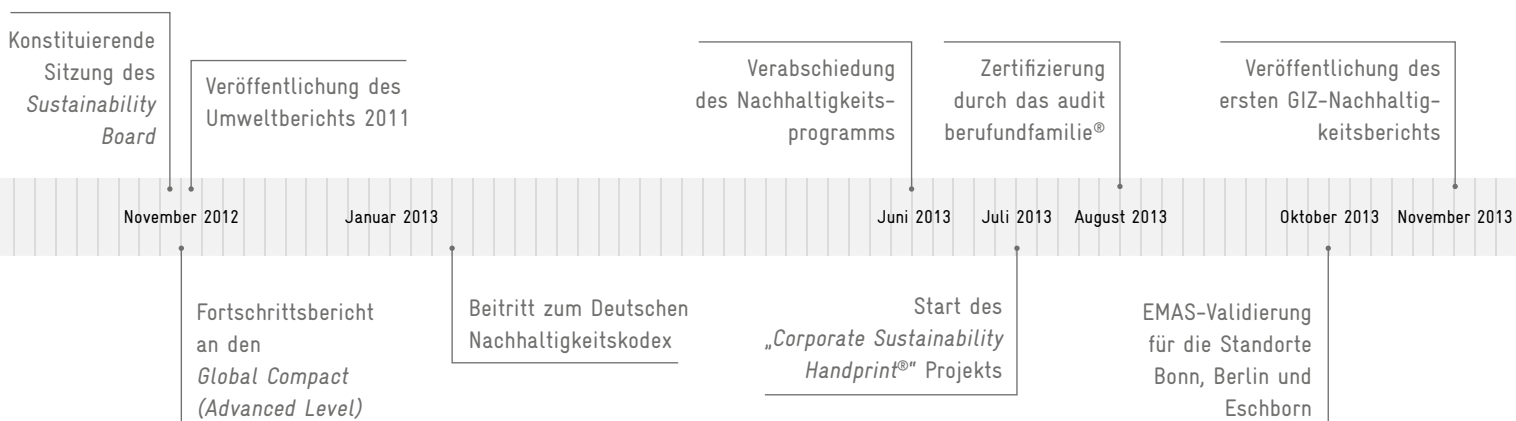 Konstituierende
Sitzung des
Sustainability
Board
Veröffentlichung des
Umweltberichts 2011
Verabschiedung
des Nachhaltigkeits-
programms
Zertifizierung
durch das audit
berufundfamilie®
Veröffentlichung des
ersten GIZ-Nachhaltig-
keitsberichts
November 2012
Januar 2013
Juni 2013
Juli 2013
August 2013
Oktober 2013
November 2013
Fortschrittsbericht
an den
Global Compact
(Advanced Level)
Beitritt zum Deutschen
Nachhaltigkeitskodex
Start des
„Corporate Sustainability
Handprint®“ Projekts
EMAS-Validierung
für die Standorte
Bonn, Berlin und
Eschborn